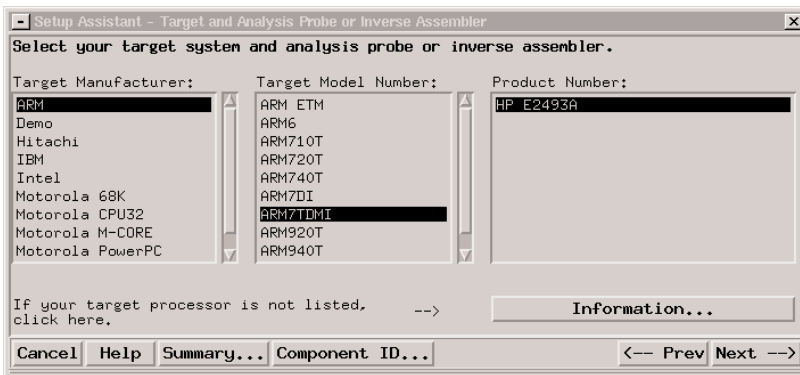 Setup Assistant - Target and Analysis Probe or Inverse Assembler
Select your target system and analysis probe or inverse assembler.
Target Manufacturer:
ARM
Demo
Hitachi
IBM
Intel
Motorola 68K
Motorola CPU32
Motorola M-CORE
Motorola PowerPC
Target Model Number:
ARM ETM
ARM6
ARM710T
ARM720T
ARM740T
ARM7DI
ARM7TDMI
ARM920T
ARM940T
Product Number:
HP E2493A
If your target processor is not listed,
click here.
-->
Information...
Cancel Help Summary... Component ID... <-- Prev Next -->